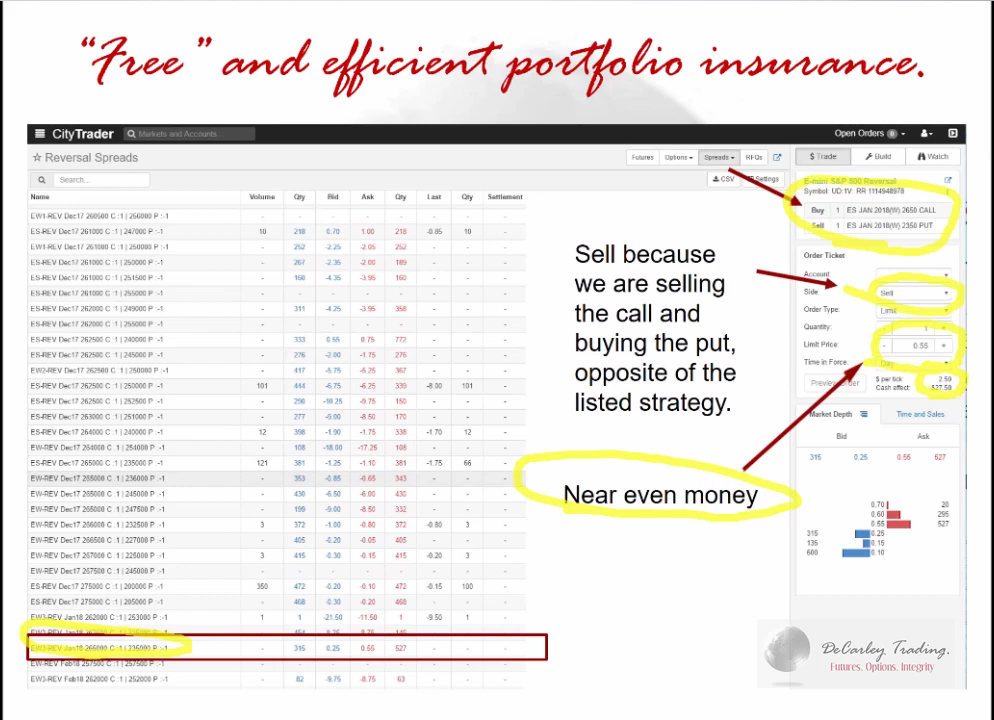 “Free” and efficient portfolio insurance.
CityTrader Markets and Accounts Open Orders 0
Reversal Spreads Futures Options Spreads RFQs $ Trade Build Watch
Search... CSV Settings
Name Volume Qty Bid Ask Last Qty Settlement
EW1-REV Dec17 260500 C :1 | 256000 P :-1 - - - - - - -
ES-REV Dec17 261000 C :1 | 247000 P :-1 10 218 0.70 1.00 218 -0.85 10 -
EW1-REV Dec17 261000 C :1 | 250000 P :-1 - 252 -2.25 -2.05 252 - - -
ES-REV Dec17 261000 C :1 | 250000 P :-1 - 267 -2.35 -2.00 189 - - -
ES-REV Dec17 261000 C :1 | 251500 P :-1 - 160 -4.35 -3.95 160 - - -
ES-REV Dec17 261000 C :1 | 255000 P :-1 - - - - - - -
ES-REV Dec17 262000 C :1 | 249000 P :-1 - 311 -4.25 -3.95 358 - - -
ES-REV Dec17 262000 C :1 | 255000 P :-1 - - - - - - -
ES-REV Dec17 262500 C :1 | 240000 P :-1 - 333 0.55 0.75 772 - - -
ES-REV Dec17 262500 C :1 | 245000 P :-1 - 276 -2.00 -1.75 276 - - -
EW2-REV Dec17 262500 C :1 | 250000 P :-1 - 417 -5.75 -5.25 367 - - -
ES-REV Dec17 262500 C :1 | 250000 P :-1 101 444 -6.75 -6.25 339 -8.00 101 -
ES-REV Dec17 262500 C :1 | 252500 P :-1 - 290 -10.25 -9.75 150 - - -
ES-REV Dec17 263000 C :1 | 251000 P :-1 - 277 -9.00 -8.50 170 - - -
ES-REV Dec17 264000 C :1 | 240000 P :-1 12 398 -1.90 -1.75 338 -1.70 12 -
EW-REV Dec17 264000 C :1 | 254000 P :-1 - 108 -18.00 -17.25 108 - - -
ES-REV Dec17 265000 C :1 | 235000 P :-1 121 381 -1.25 -1.10 381 -1.75 66 -
EW-REV Dec17 265000 C :1 | 236000 P :-1 - 353 -0.85 -0.65 343 - - -
EW-REV Dec17 265000 C :1 | 245000 P :-1 - 430 -6.50 -6.00 430 - - -
EW-REV Dec17 265000 C :1 | 247500 P :-1 - 199 -9.00 -8.50 332 - - -
EW-REV Dec17 266000 C :1 | 232500 P :-1 3 372 -1.00 -0.80 372 -0.80 3 -
EW-REV Dec17 266500 C :1 | 227000 P :-1 - 405 -0.20 -0.05 405 - - -
EW-REV Dec17 267000 C :1 | 225000 P :-1 3 415 -0.30 -0.15 415 -0.20 3 -
EW-REV Dec17 267500 C :1 | 245000 P :-1 - - - - - - -
ES-REV Dec17 275000 C :1 | 200000 P :-1 350 472 -0.20 -0.10 472 -0.15 100 -
ES-REV Dec17 275000 C :1 | 205000 P :-1 - 468 -0.30 -0.20 468 - - -
EW3-REV Jan18 262000 C :1 | 253000 P :-1 1 1 -21.50 -11.50 1 -9.50 1 -
EW3-REV Jan18 265000 C :1 | 235000 P :-1 - 315 0.25 0.55 527 - - -
EW-REV Feb18 257500 C :1 | 257500 P :-1 - - - - - - -
EW3-REV Feb18 262000 C :1 | 252000 P :-1 - 82 -9.75 -8.75 63 - - -
Sell because
we are selling
the call and
buying the put,
opposite of the
listed strategy.
Near even money
E-mini S&P 500 Reversal
Symbol: UD:1V: RR 1114948978
Buy 1 ES JAN 2018(W) 2650 CALL
Sell 1 ES JAN 2018(W) 2350 PUT
Order Ticket
Account:
Side: Sell
Order Type: Limit
Quantity: - 1 +
Limit Price: - 0.55 +
Time in Force: Day
Preview Order $ per tick: 2.50
Cash effect: $27.50
Market Depth Time and Sales
Bid Ask
315 0.25 0.55 527
0.70 20
0.60 295
0.55 527
315 0.25
135 0.15
600 0.10
DeCarley Trading.
Futures, Options, Integrity